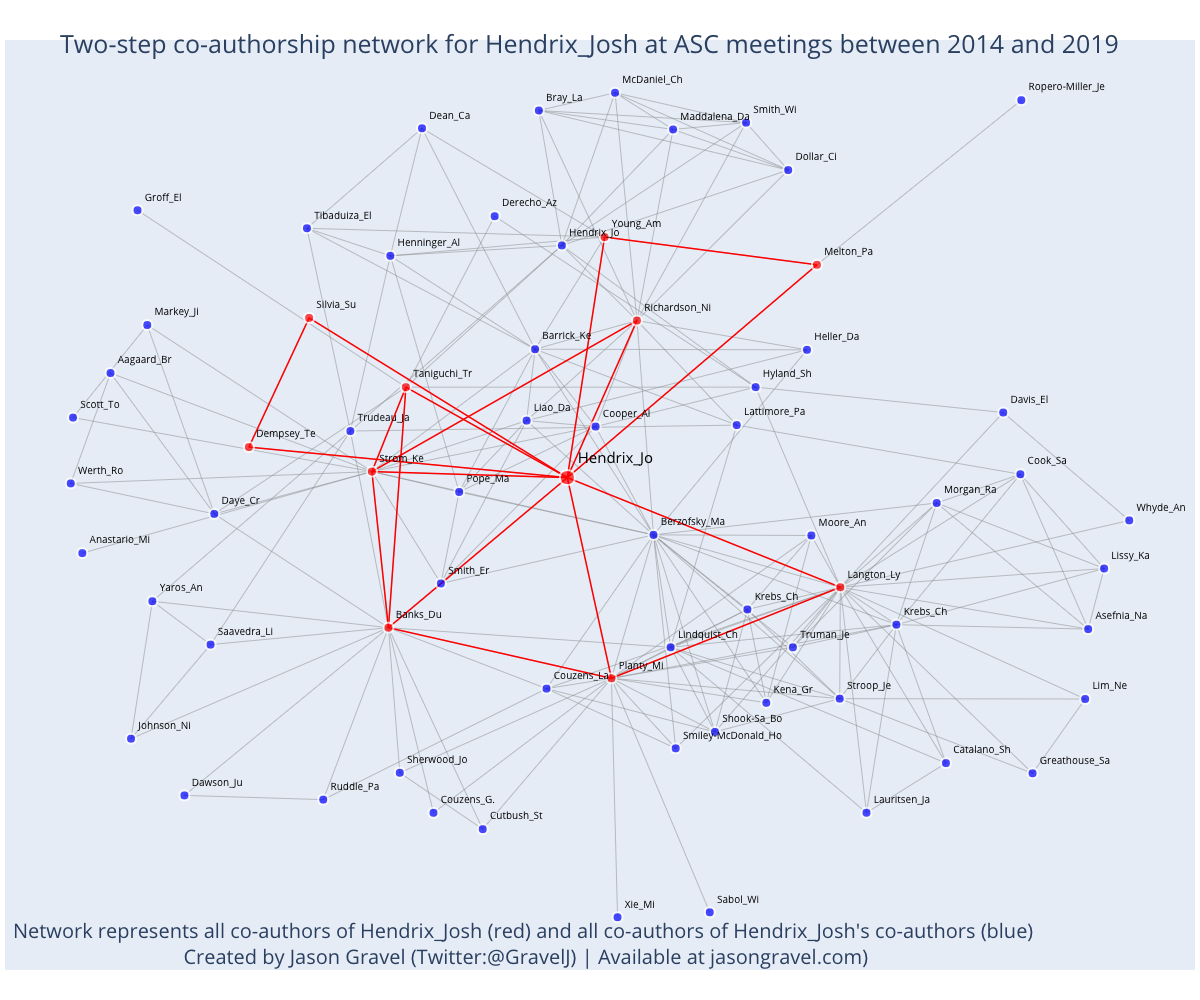 Two-step co-authorship network for Hendrix_Josh at ASC meetings between 2014 and 2019
McDaniel_Ch
Ropero-Miller_Je
Bray_La
Smith_Wi
Dean_Ca
Maddalena_Da
Dollar_Ci
Groff_El
Derecho_Az
Tibaduiza_El
Young_Am
Hendrix_Jo
Henninger_Al
Melton_Pa
Silvia_Su
Richardson_Ni
Markey_Ji
Barrick_Ke
Heller_Da
Aagaard_Br
Taniguchi_Tr
Hyland_Sh
Scott_To
Davis_El
Trudeau_Ja
Liao_Da
Cooper_Al
Lattimore_Pa
Dempsey_Te
Strom_Ke
Hendrix_Jo
Cook_Sa
Werth_Ro
Pope_Ma
Morgan_Ra
Daye_Cr
Whyde_An
Berzofsky_Ma
Moore_An
Anastario_Mi
Lissy_Ka
Smith_Er
Langton_Ly
Yaros_An
Krebs_Ch
Banks_Du
Krebs_Ch
Asefnia_Na
Saavedra_Li
Lindquist_Ch
Truman_Je
Planty_Mi
Couzens_La
Kena_Gr
Stroop_Je
Lim_Ne
Johnson_Ni
Shook-Sa_Bo
Smiley-McDonald_Ho
Catalano_Sh
Sherwood_Jo
Greathouse_Sa
Dawson_Ju
Ruddle_Pa
Couzens_G.
Lauritsen_Ja
Cutbush_St
Xie_Mi
Sabol_Wi
Network represents all co-authors of Hendrix_Josh (red) and all co-authors of Hendrix_Josh's co-authors (blue)
Created by Jason Gravel (Twitter:@GravelJ) | Available at jasongravel.com)